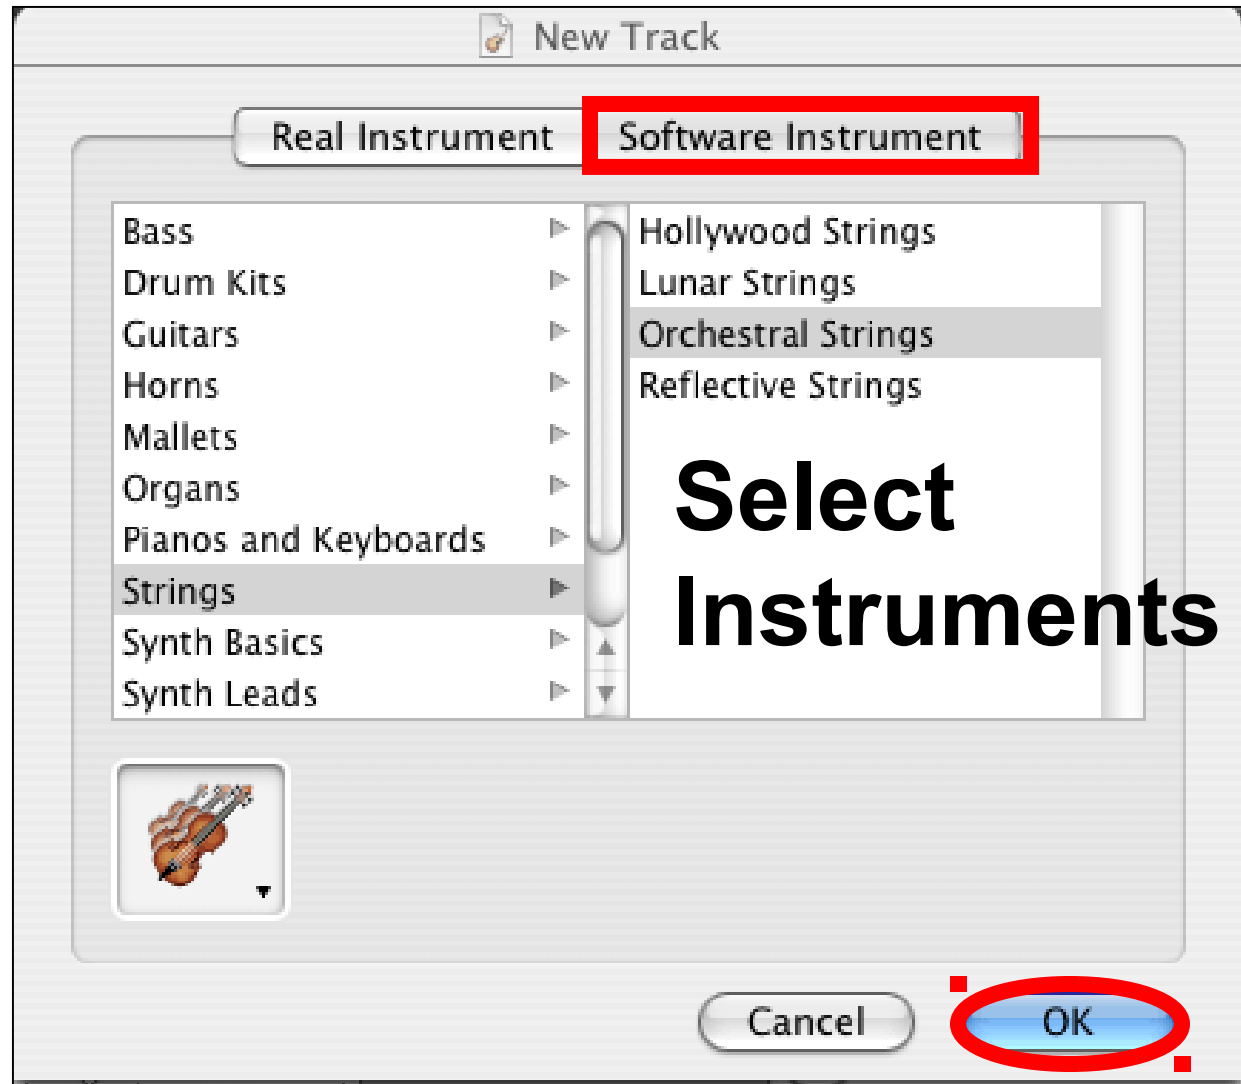 New Track
Real Instrument
Software Instrument
Bass
Drum Kits
Guitars
Horns
Mallets
Organs
Pianos and Keyboards
Strings
Synth Basics
Synth Leads
Hollywood Strings
Lunar Strings
Orchestral Strings
Reflective Strings
Select
Instruments
Cancel
OK